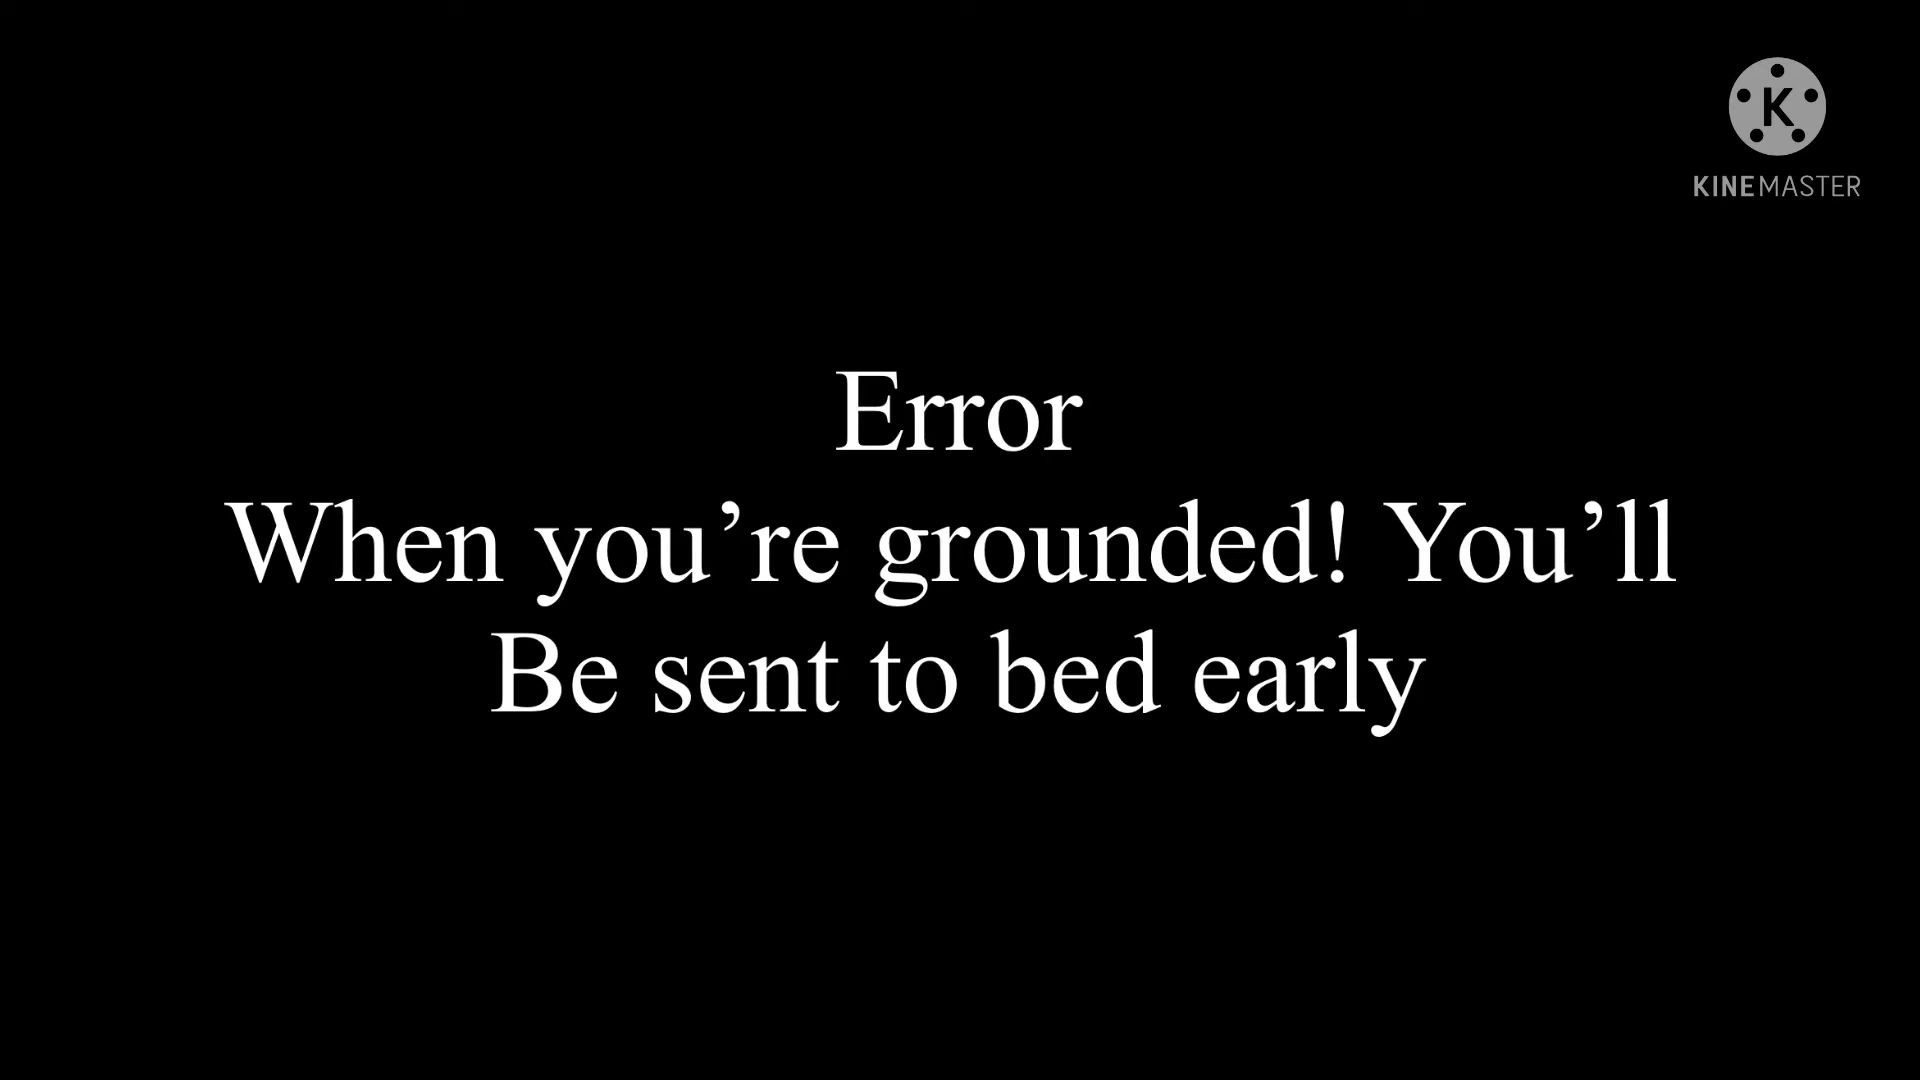 K
KINEMASTER
Error
When you’re grounded! You’ll
Be sent to bed early